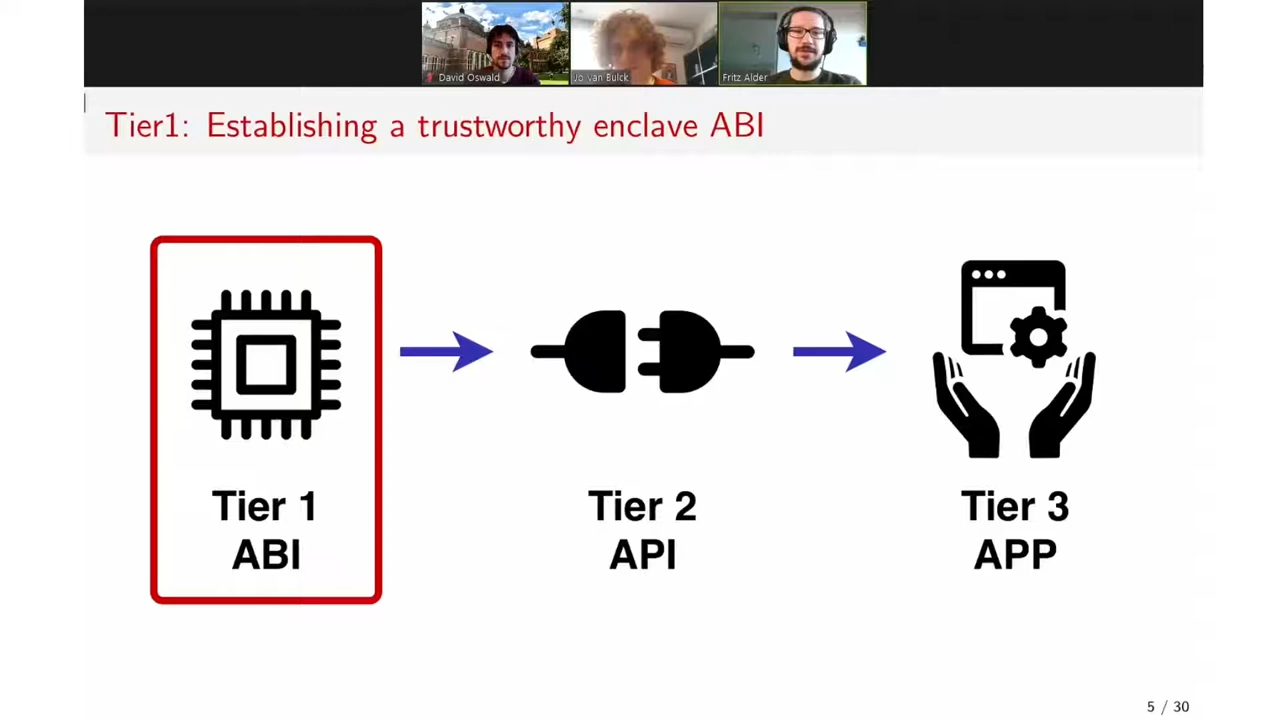 David Oswald
Jo Van Bulck
Fritz Alder
Tier1: Establishing a trustworthy enclave ABI
Tier 1
ABI
Tier 2
API
Tier 3
APP
5 / 30